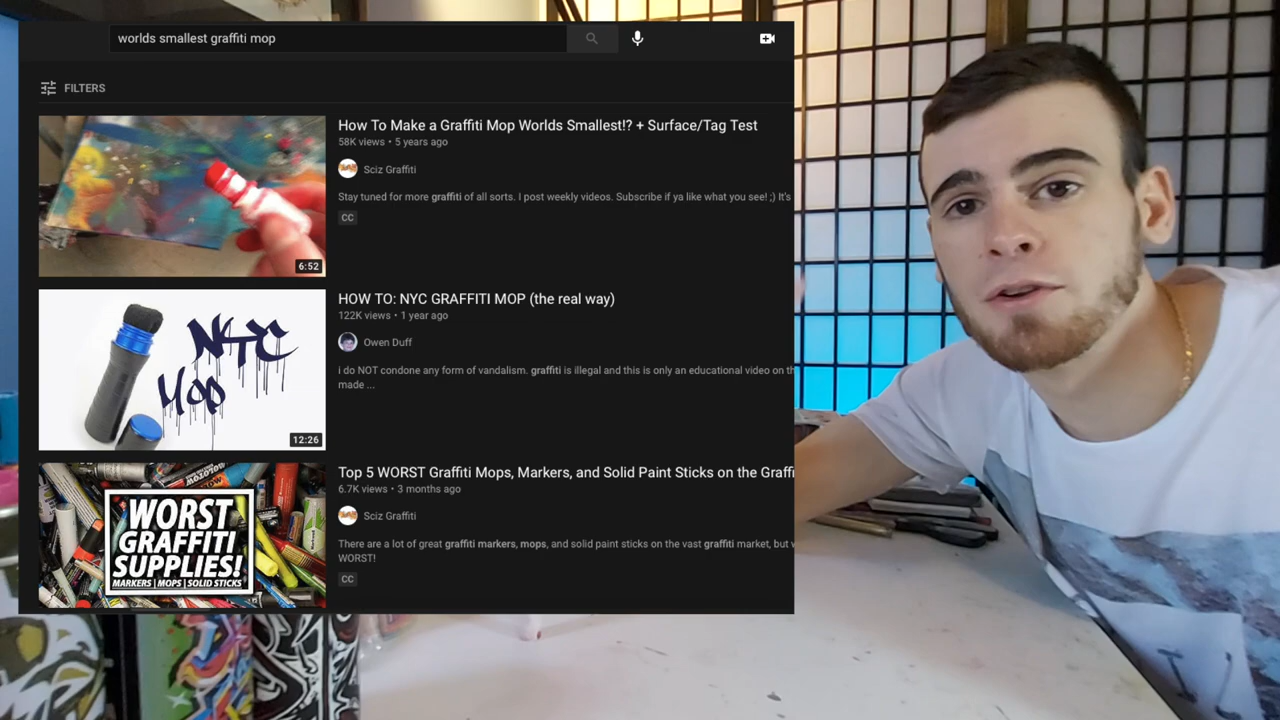 worlds smallest graffiti mop
FILTERS
How To Make a Graffiti Mop Worlds Smallest!? + Surface/Tag Test
58K views • 5 years ago
Sciz Graffiti
Stay tuned for more graffiti of all sorts. I post weekly videos. Subscribe if ya like what you see! ;) It's
CC
6:52
HOW TO: NYC GRAFFITI MOP (the real way)
122K views • 1 year ago
Owen Duff
i do NOT condone any form of vandalism. graffiti is illegal and this is only an educational video on th
made ...
NYC
Mop
12:26
Top 5 WORST Graffiti Mops, Markers, and Solid Paint Sticks on the Graffi
6.7K views • 3 months ago
Sciz Graffiti
There are a lot of great graffiti markers, mops, and solid paint sticks on the vast graffiti market, but w
WORST!
CC
WORST
GRAFFITI
SUPPLIES!
MARKERS | MOPS | SOLID STICKS